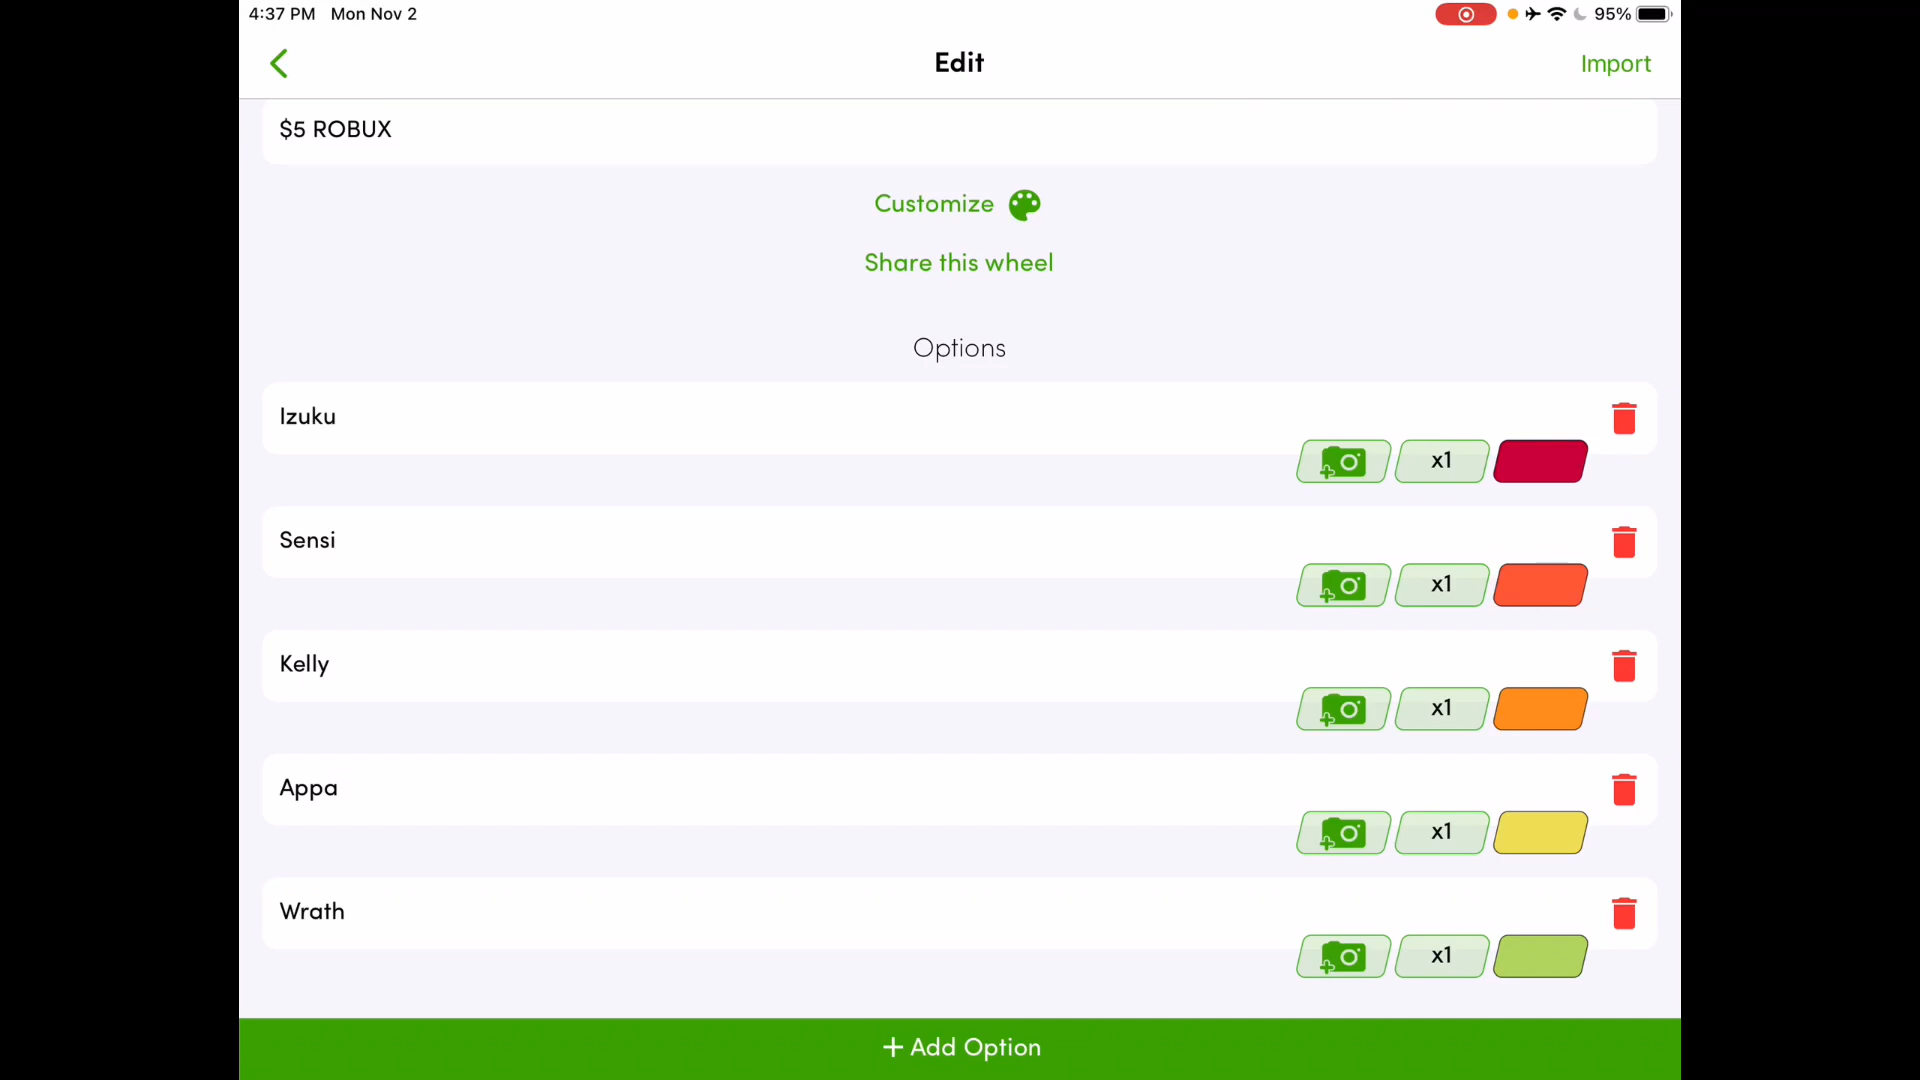 4:37 PM Mon Nov 2
95%
Edit
Import
$5 ROBUX
Customize
Share this wheel
Options
Izuku
x1
Sensi
x1
Kelly
x1
Appa
x1
Wrath
x1
+ Add Option